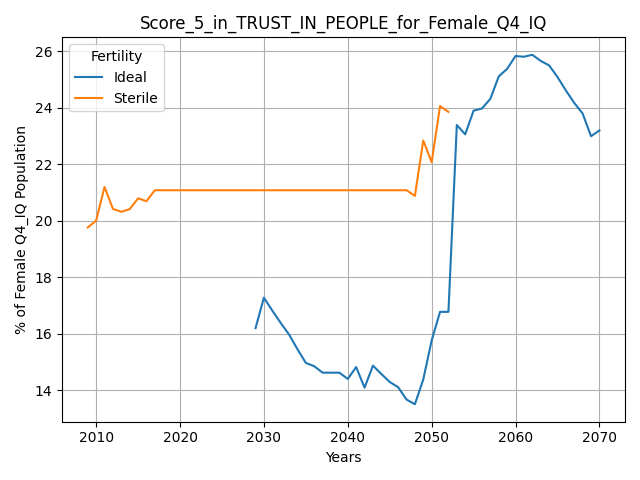 Score_5_in_TRUST_IN_PEOPLE_for_Female_Q4_IQ
Fertility
Ideal
Sterile
% of Female Q4_IQ Population
26
24
22
20
18
16
14
2010 2020 2030 2040 2050 2060 2070
Years